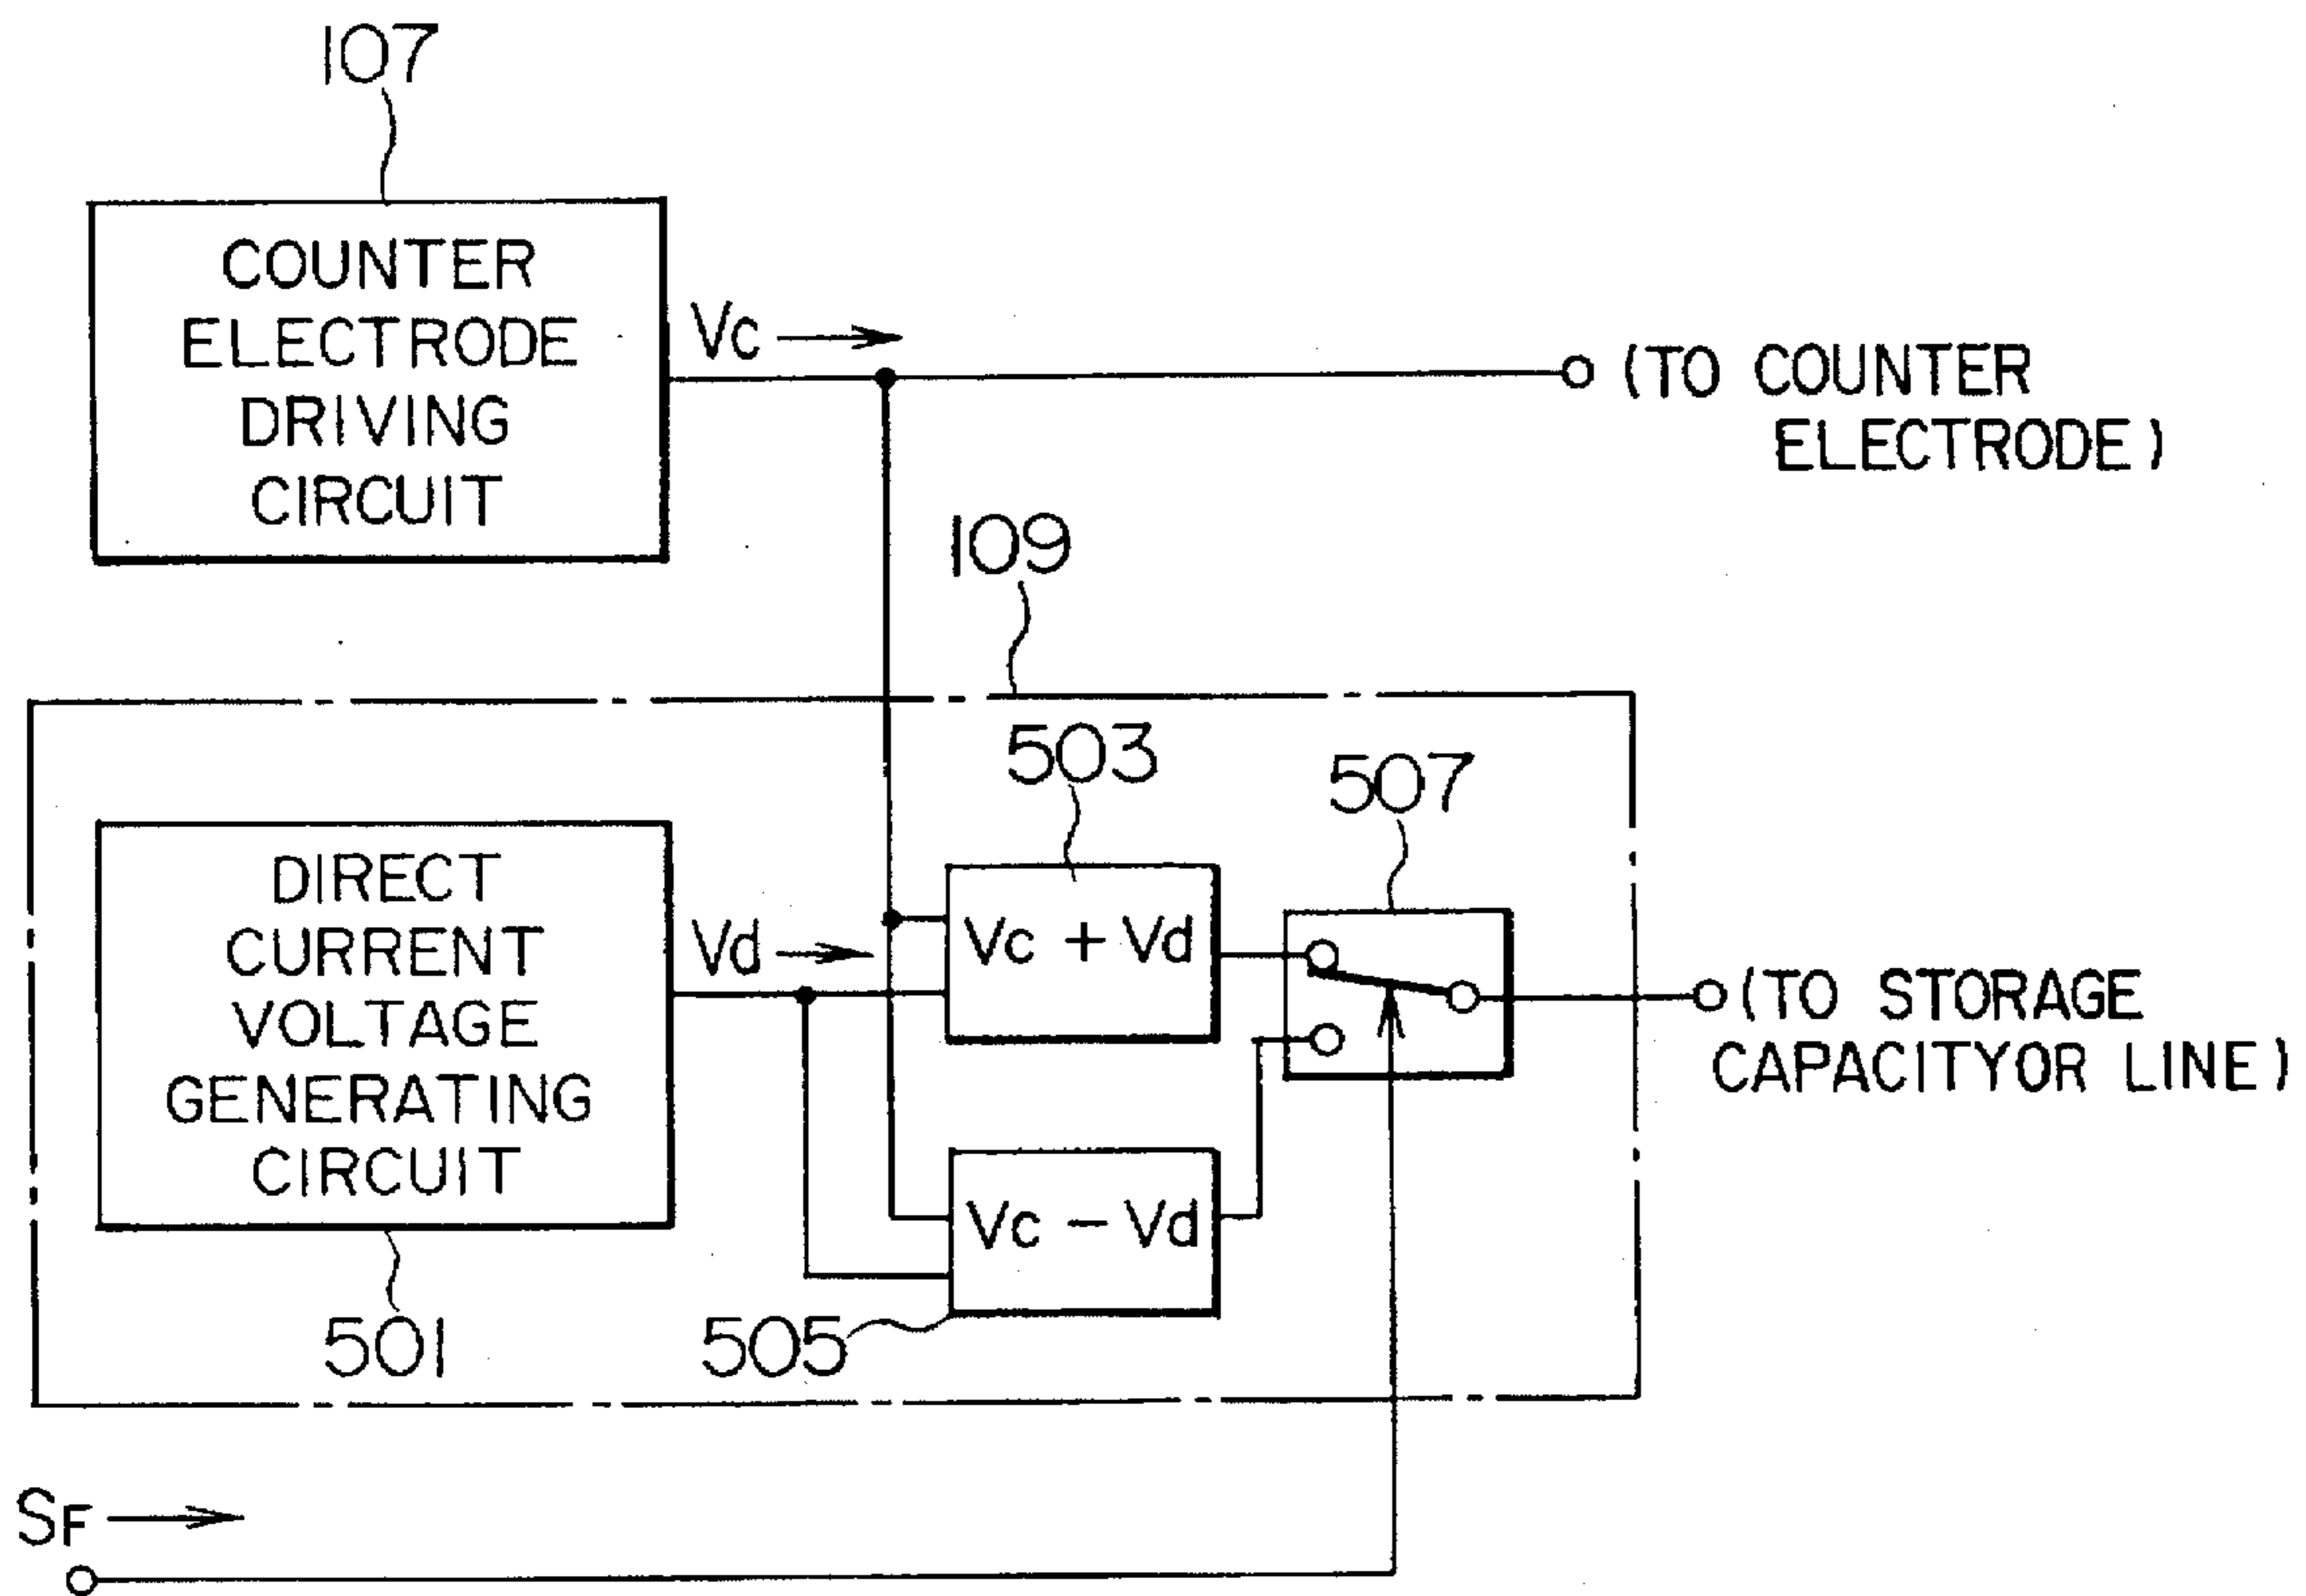 107
COUNTER
ELECTRODE
DRIVING
CIRCUIT
Vc
(TO COUNTER
ELECTRODE)
109
503
507
DIRECT
CURRENT
VOLTAGE
GENERATING
CIRCUIT
Vd
Vc + Vd
(TO STORAGE
CAPACITYOR LINE)
Vc - Vd
501
505
SF